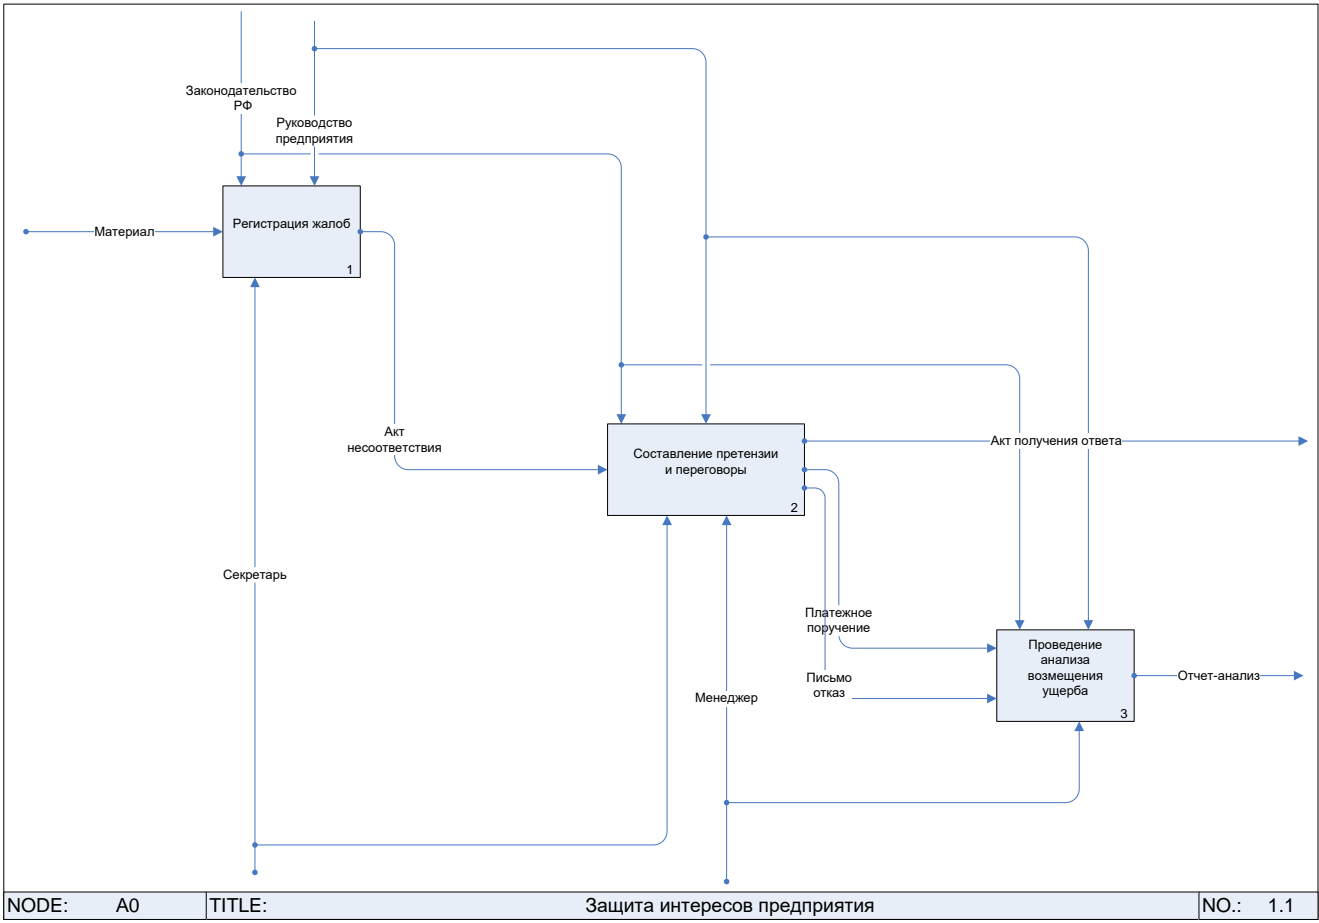 Законодательство
РФ
Руководство
предприятия
Материал
Регистрация жалоб
1
Акт
несоответствия
Составление претензии
и переговоры
2
Акт получения ответа
Секретарь
Платежное
поручение
Письмо
отказ
Менеджер
Проведение
анализа
возмещения
ущерба
3
Отчет-анализ
NODE: A0 TITLE: Защита интересов предприятия NO.: 1.1